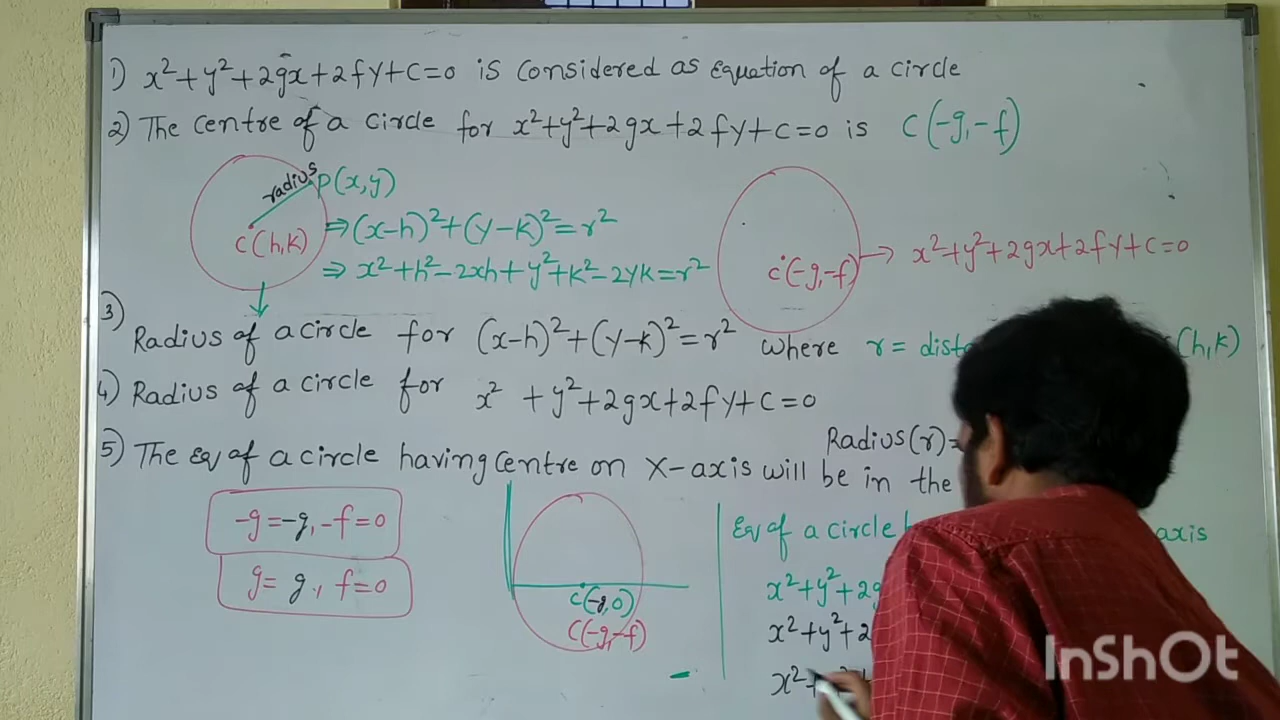 1) x²+y²+2gx+2fy+c=0 is considered as Equation of a circle
2) The centre of a circle for x²+y²+2gx+2fy+c=0 is C(-g,-f)
radius P(x,y)
C(h,k)
⇒(x-h)²+(y-k)²=r²
⇒ x²+h²-2xh+y²+k²-2yk=r²
C(-g,-f) → x²+y²+2gx+2fy+c=0
3) Radius of a circle for (x-h)²+(y-k)²=r² where r= (h,k)
4) Radius of a circle for x² +y²+2gx+2fy+c=0
Radius(r)=
5) The Eq of a circle having centre on X-axis will be in the
-g=-g, -f=0
g= g, f=0
C(-g,0)
C(-g,-f)
Eq of a circle axis
x²+y²+2g
x²+y²+2
x²+
InShOt